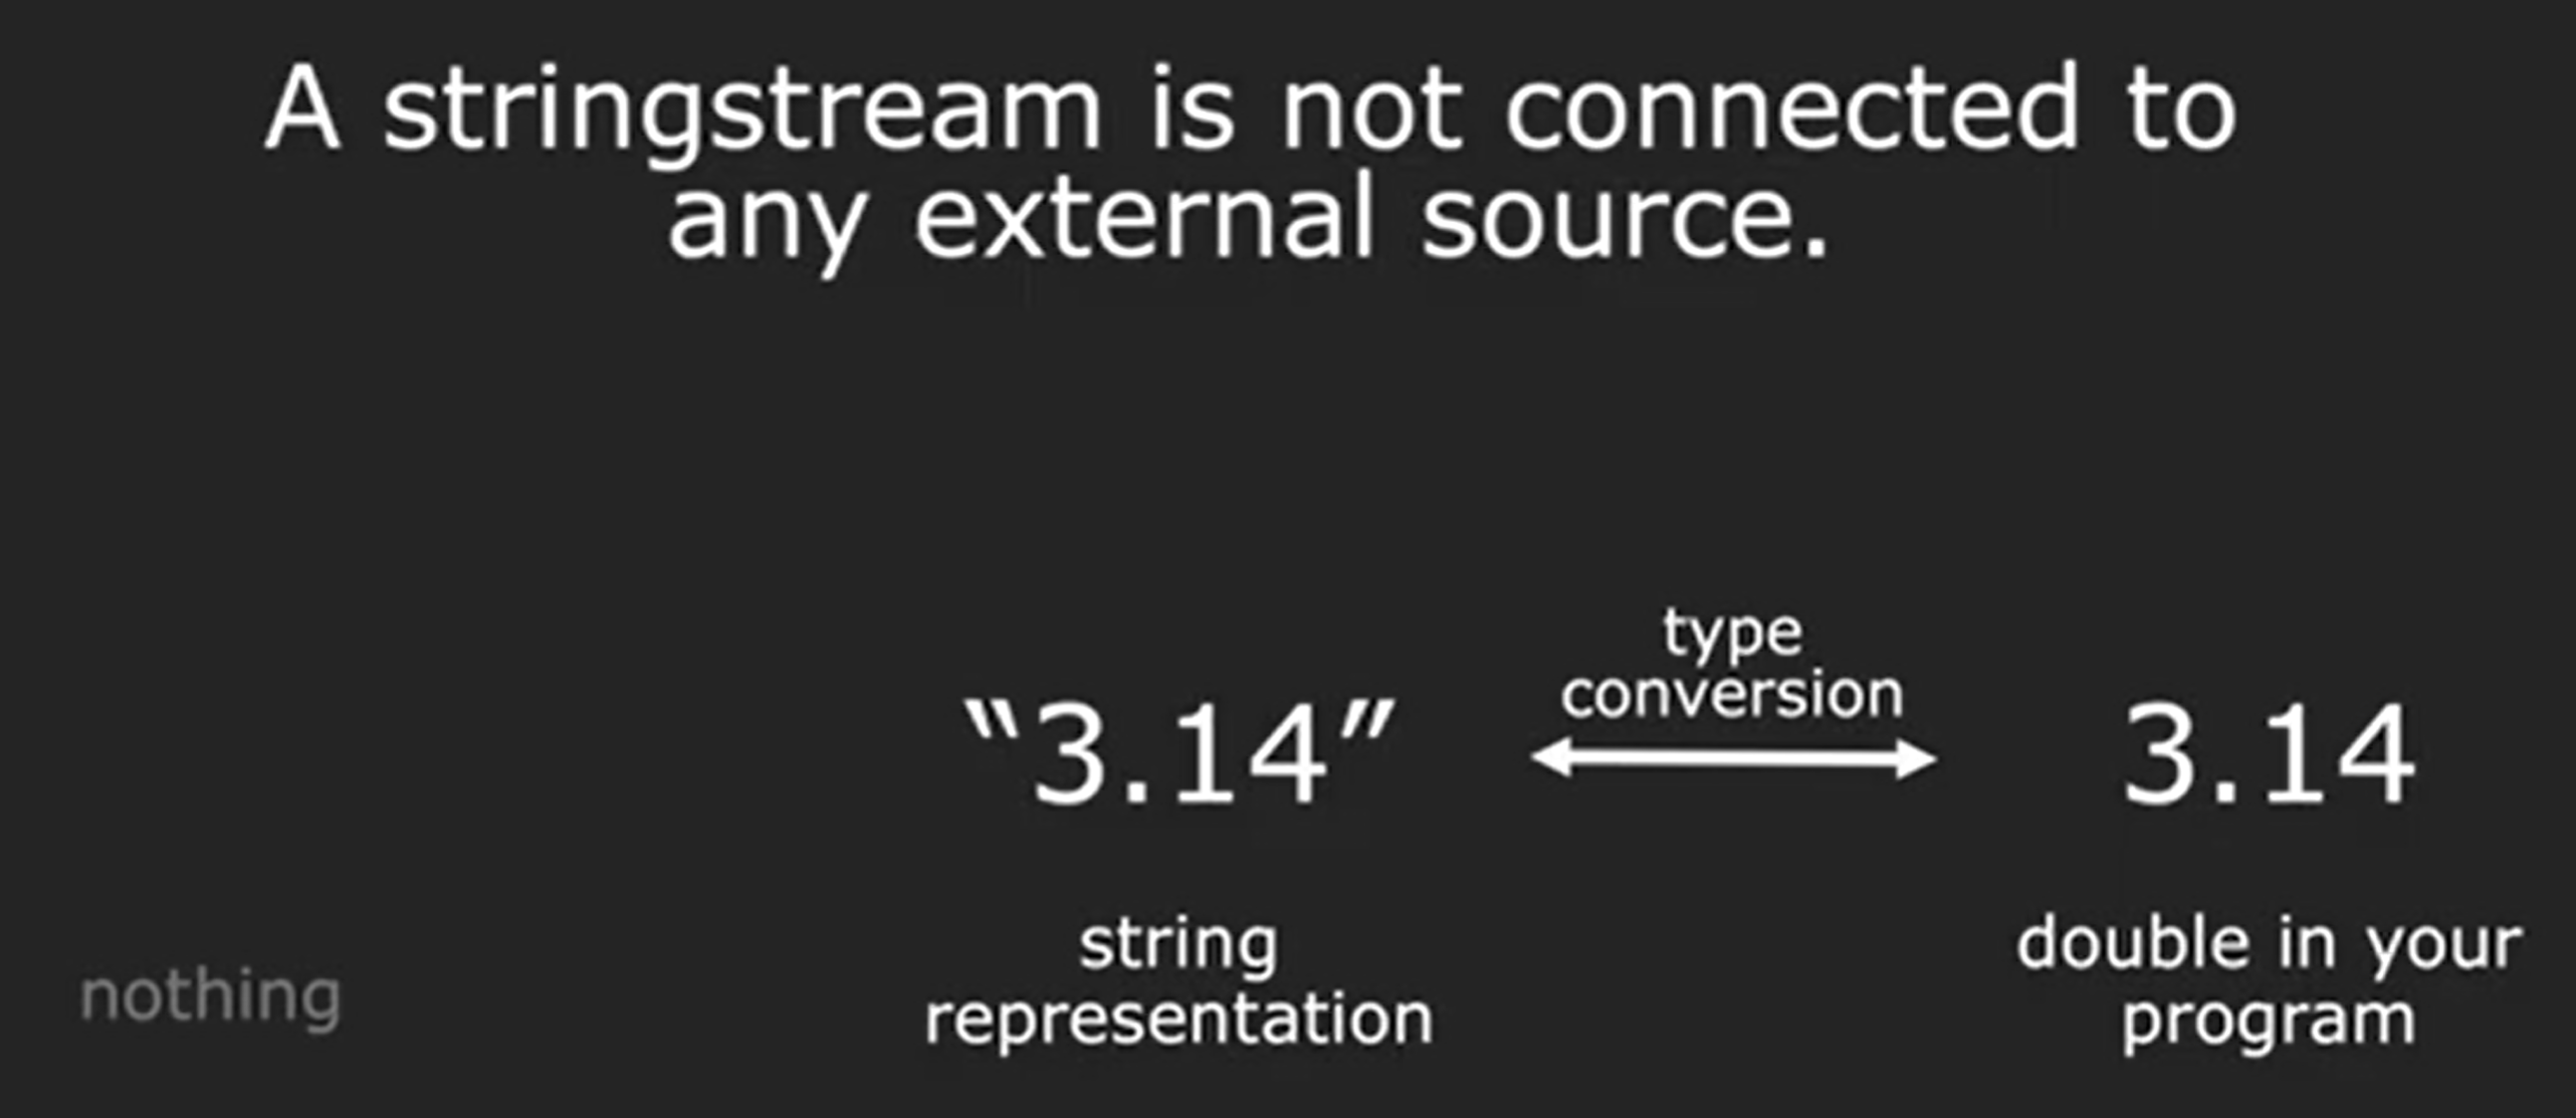 A stringstream is not connected to
any external source.
type
conversion
“3.14”
3.14
string
representation
double in your
program
nothing